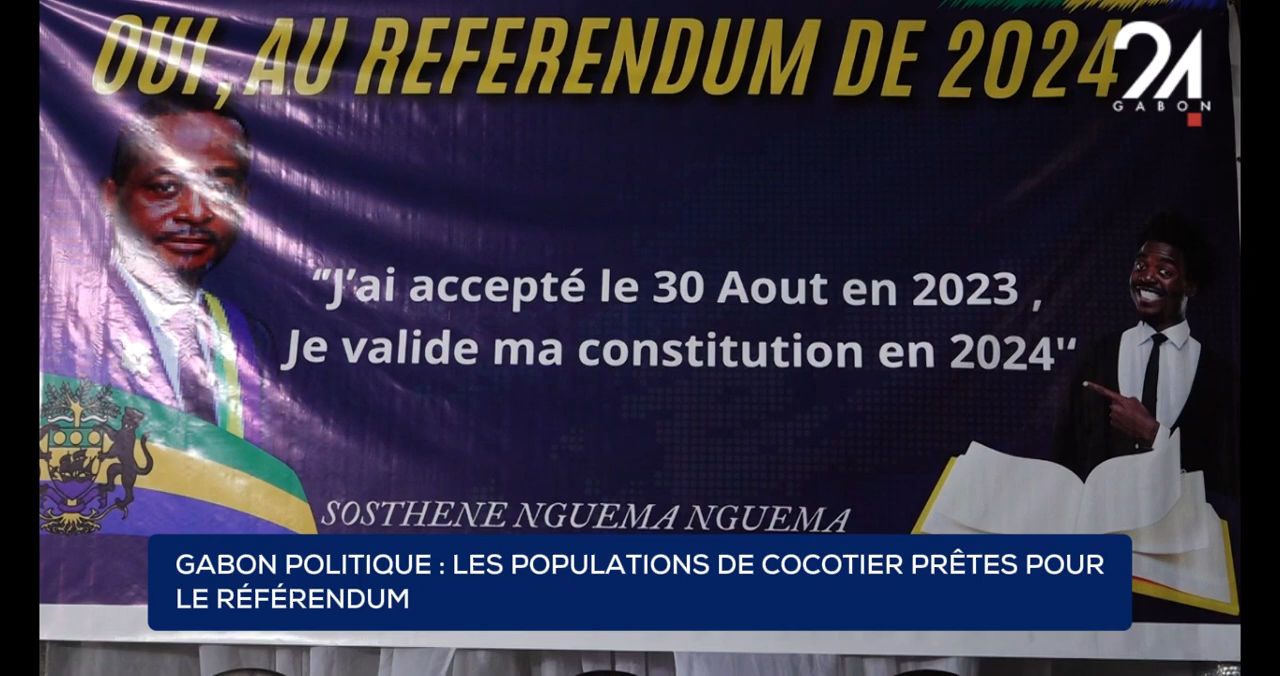 OUI, AU REFERENDUM DE 2024
24
GABON
"J'ai accepté le 30 Aout en 2023 ,
Je valide ma constitution en 2024"
SOSTHENE NGUEMA NGUEMA
GABON POLITIQUE : LES POPULATIONS DE COCOTIER PRÊTES POUR
LE RÉFÉRENDUM